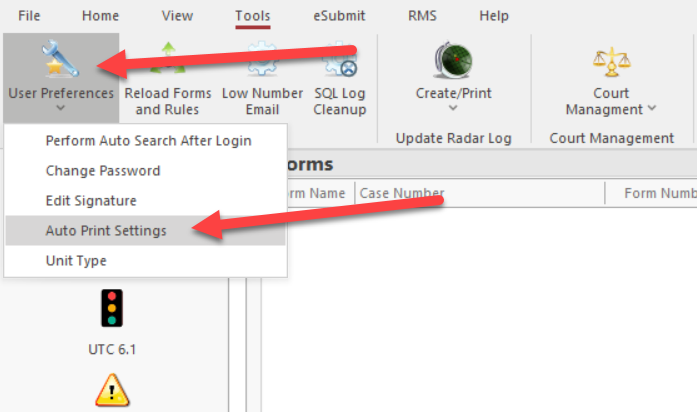 File Home View Tools eSubmit RMS Help
User Preferences
Reload Forms
and Rules
Low Number
Email
SQL Log
Cleanup
Create/Print
Court
Managment
Update Radar Log
Court Management
Perform Auto Search After Login
Change Password
Edit Signature
Auto Print Settings
Unit Type
orms
rm Name Case Number Form Numb
UTC 6.1